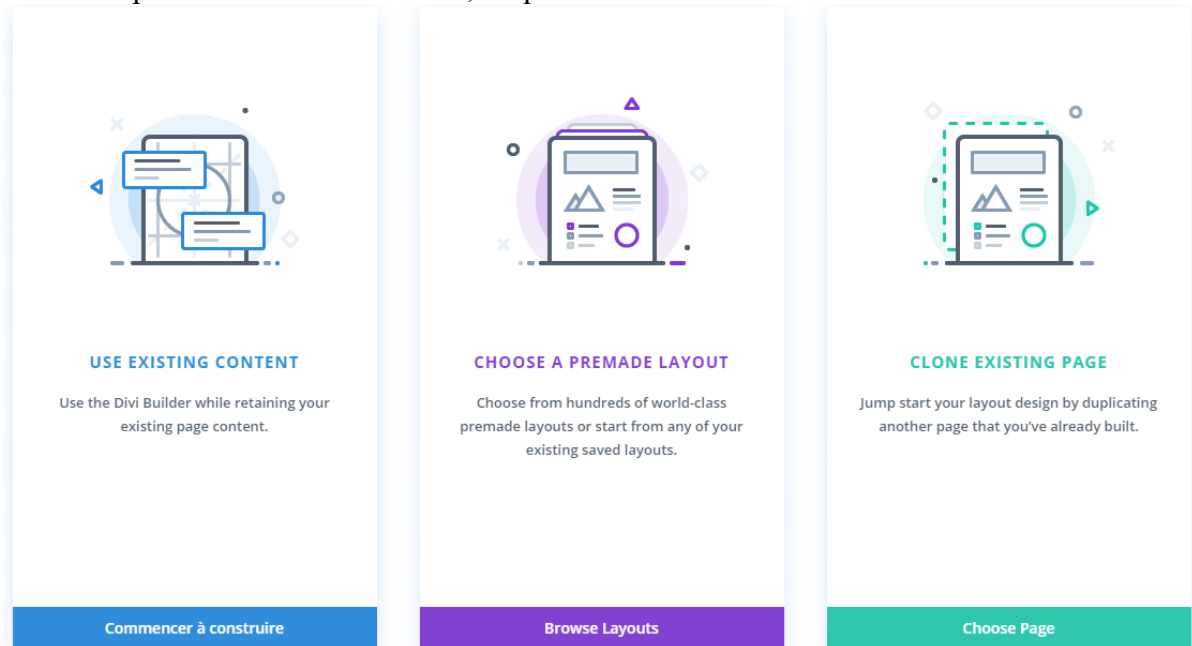 USE EXISTING CONTENT
Use the Divi Builder while retaining your
existing page content.
Commencer à construire
CHOOSE A PREMADE LAYOUT
Choose from hundreds of world-class
premade layouts or start from any of your
existing saved layouts.
Browse Layouts
CLONE EXISTING PAGE
Jump start your layout design by duplicating
another page that you’ve already built.
Choose Page